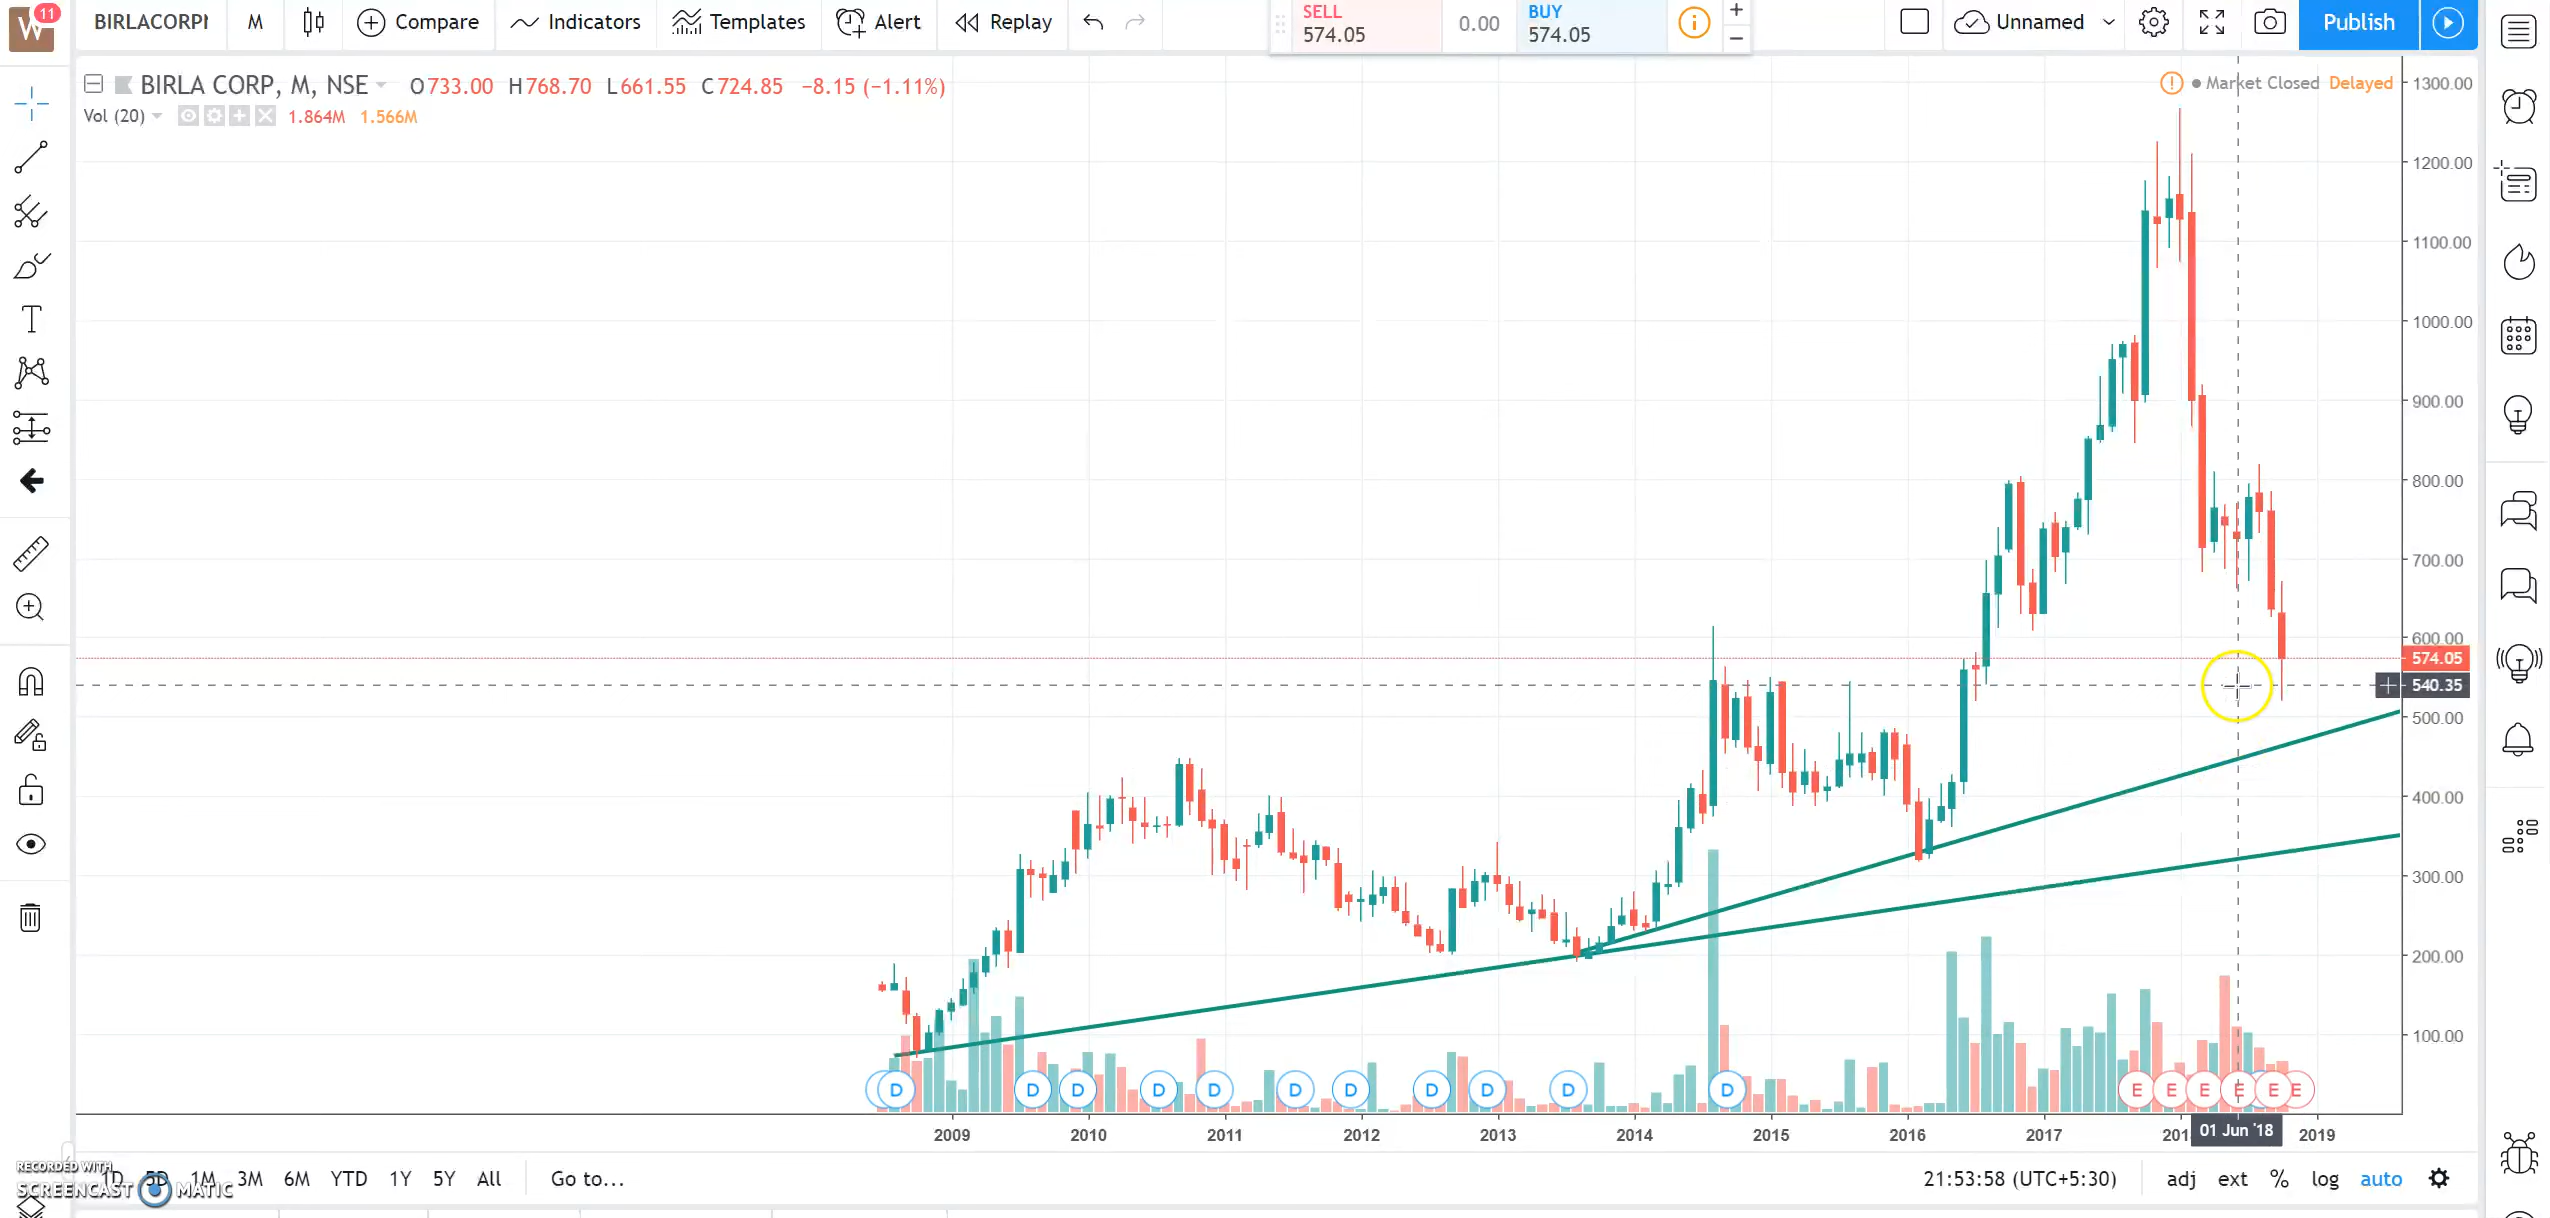 W 11 BIRLACORPN M Compare Indicators Templates Alert Replay SELL 574.05 0.00 BUY 574.05 + − Unnamed Publish
BIRLA CORP, M, NSE O733.00 H768.70 L661.55 C724.85 −8.15 (−1.11%) Market Closed Delayed
Vol (20) 1.864M 1.566M
1300.00
1200.00
1100.00
1000.00
900.00
800.00
700.00
600.00
574.05
540.35
500.00
400.00
300.00
200.00
100.00
D D D D D D D D D D D E E E E E E
2009 2010 2011 2012 2013 2014 2015 2016 2017 201 01 Jun '18 2019
RECORDED WITH
SCREENCAST MATIC
1D 5D 1M 3M 6M YTD 1Y 5Y All Go to... 21:53:58 (UTC+5:30) adj ext % log auto